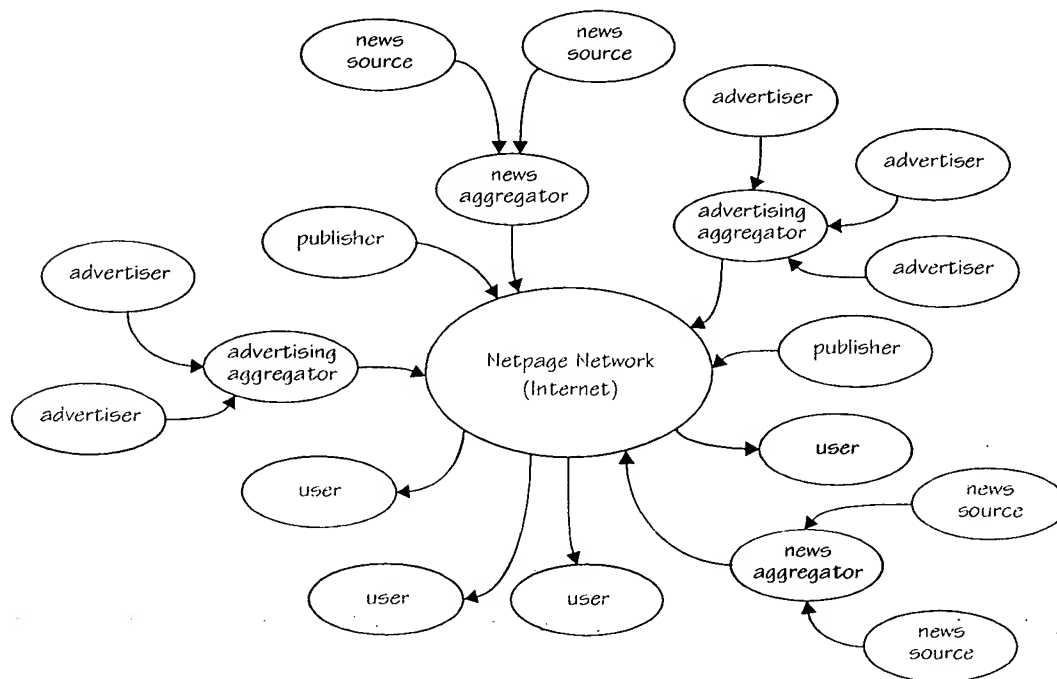 news
source
news
source
advertiser
advertiser
news
aggregator
advertising
aggregator
publisher
advertiser
advertiser
publisher
advertising
aggregator
Netpage Network
(Internet)
advertiser
user
user
news
source
news
aggregator
user
user
news
source